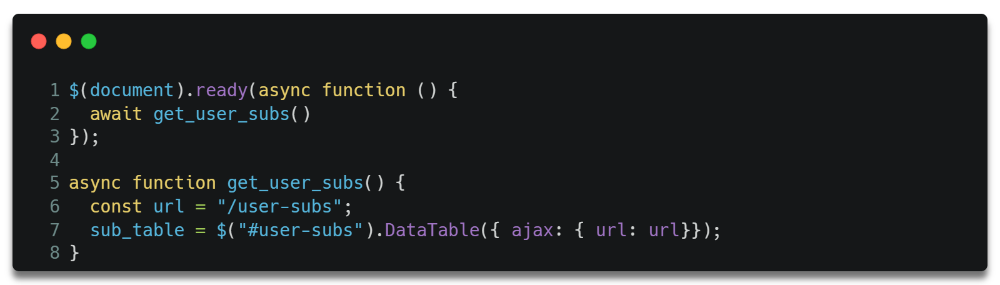 1 $(document).ready(async function () {
2   await get_user_subs()
3 });
4
5 async function get_user_subs() {
6   const url = "/user-subs";
7   sub_table = $("#user-subs").DataTable({ ajax: { url: url}});
8 }